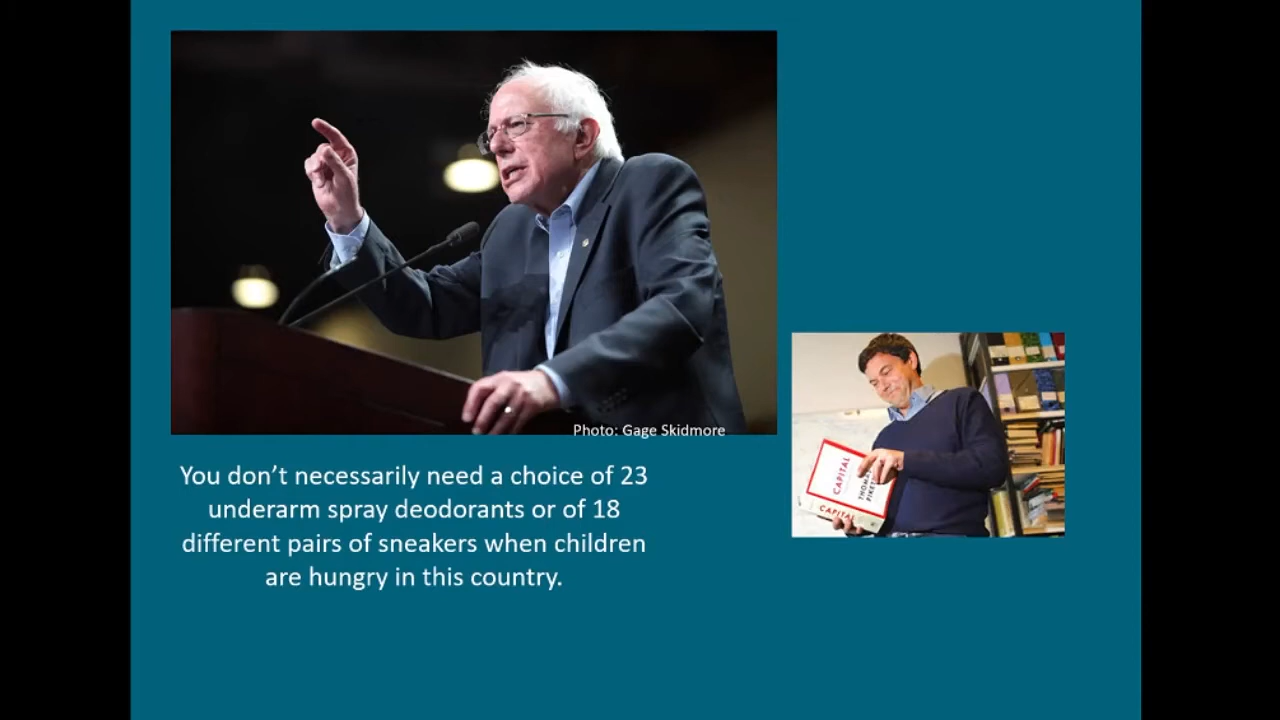 Photo: Gage Skidmore
You don’t necessarily need a choice of 23
underarm spray deodorants or of 18
different pairs of sneakers when children
are hungry in this country.
CAPITAL
THOMAS
PIKETTY
CAPITAL